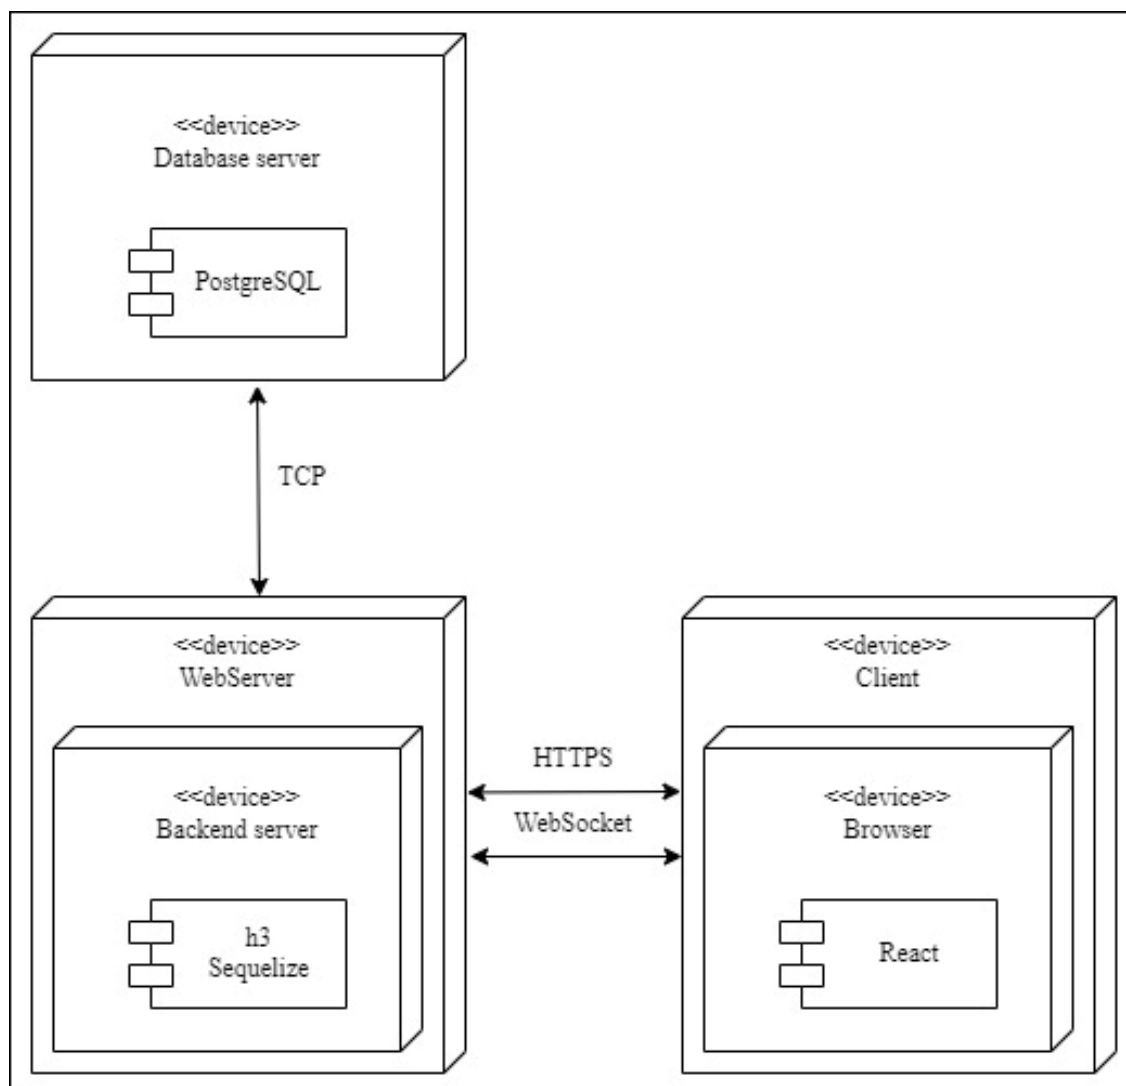 <<device>>
Database server
PostgreSQL
TCP
<<device>>
WebServer
<<device>>
Backend server
h3
Sequelize
HTTPS
WebSocket
<<device>>
Client
<<device>>
Browser
React